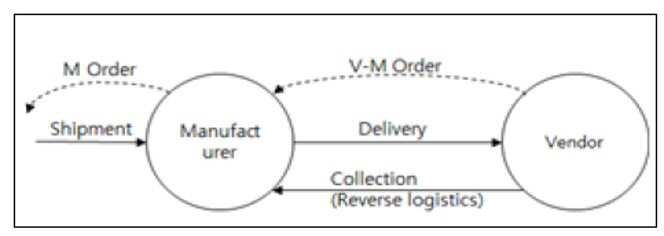 M Order
V-M Order
Shipment
Manufact
urer
Delivery
Vendor
Collection
(Reverse logistics)